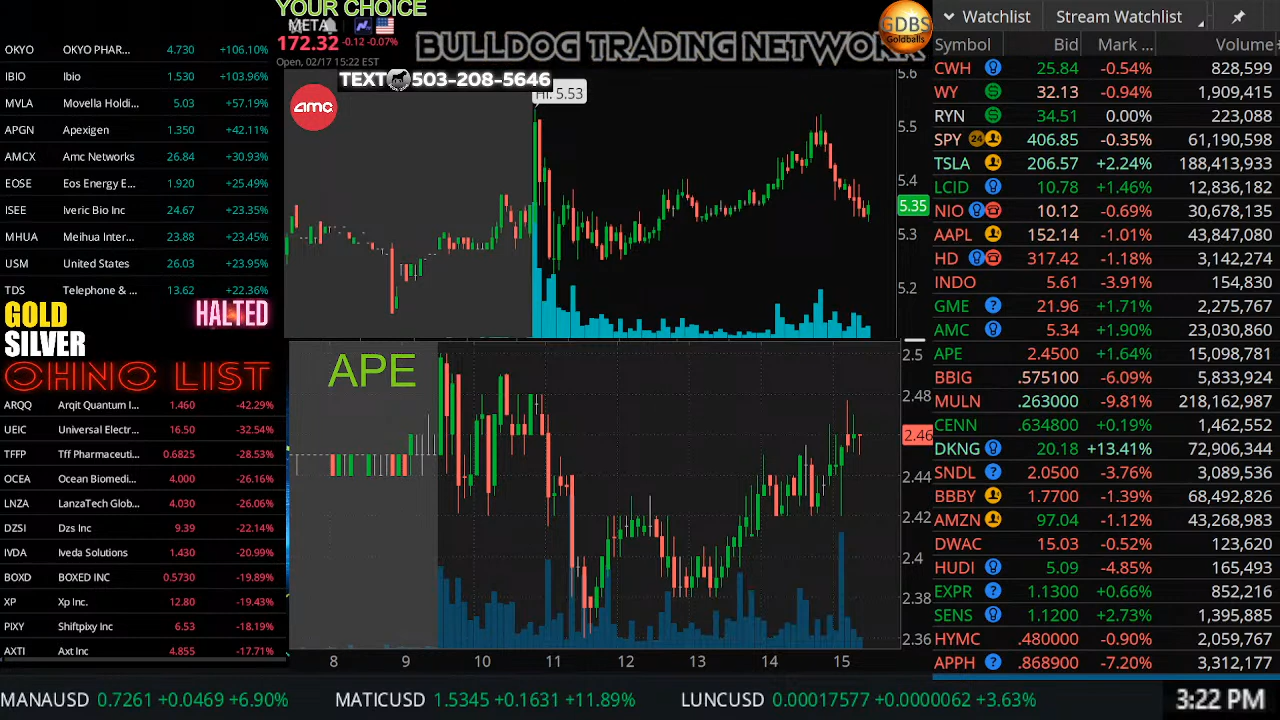 YOUR CHOICE
META
172.32 -0.12 -0.07%
Open, 02/17 15:22 EST
BULLDOG TRADING NETWORK
GDBS
Goldballs
TEXT 503-208-5646
OKYO OKYO PHAR... 4.730 +106.10%
IBIO Ibio 1.530 +103.96%
MVLA Movella Hodi... 5.03 +57.19%
APGN Apexigen 1.350 +42.11%
AMCX Amc Networks 26.84 +30.93%
EOSE Eos Energy E... 1.920 +25.49%
ISEE Iveric Bio Inc 24.67 +23.35%
MHUA Meihua Inter... 23.88 +23.45%
USM United States 26.03 +23.95%
TDS Telephone & ... 13.62 +22.36%
GOLD
SILVER
HALTED
OHNO LIST
ARQQ Arqit Quantum I... 1.460 -42.29%
UEIC Universal Electr... 16.50 -32.54%
TFFP Tff Pharmaceuti... 0.6825 -28.53%
OCEA Ocean Biomedi... 4.000 -26.16%
LNZA LanzaTech Glob... 4.030 -26.06%
DZSI Dzs Inc 9.39 -22.14%
IVDA Iveda Solutions 1.430 -20.99%
BOXD BOXED INC 0.5730 -19.89%
XP Xp Inc. 12.80 -19.43%
PIXY Shiftpixy Inc 6.53 -18.19%
AXTI Axt Inc 4.855 -17.71%
amc
Hi: 5.53
5.6
5.5
5.4
5.35
5.3
5.2
APE
2.5
2.48
2.46
2.44
2.42
2.4
2.38
2.36
8 9 10 11 12 13 14 15
Watchlist Stream Watchlist
Symbol Bid Mark ... Volume
CWH 25.84 -0.54% 828,599
WY 32.13 -0.94% 1,909,415
RYN 34.51 0.00% 223,088
SPY 24 406.85 -0.35% 61,190,598
TSLA 206.57 +2.24% 188,413,933
LCID 10.78 +1.46% 12,836,182
NIO 10.12 -0.69% 30,678,135
AAPL 152.14 -1.01% 43,847,080
HD 317.42 -1.18% 3,142,274
INDO 5.61 -3.91% 154,830
GME ? 21.96 +1.71% 2,275,767
AMC 5.34 +1.90% 23,030,860
APE 2.4500 +1.64% 15,098,781
BBIG .575100 -6.09% 5,833,924
MULN .263000 -9.81% 218,162,987
CENN .634800 +0.19% 1,462,552
DKNG 20.18 +13.41% 72,906,344
SNDL ? 2.0500 -3.76% 3,089,536
BBBY 1.7700 -1.39% 68,492,826
AMZN 97.04 -1.12% 43,268,983
DWAC 15.03 -0.52% 123,620
HUDI 5.09 -4.85% 165,493
EXPR ? 1.1300 +0.66% 852,216
SENS 1.1200 +2.73% 1,395,885
HYMC .480000 -0.90% 2,059,767
APPH ? .868900 -7.20% 3,312,177
MANAUSD 0.7261 +0.0469 +6.90% MATICUSD 1.5345 +0.1631 +11.89% LUNCUSD 0.00017577 +0.0000062 +3.63% 3:22 PM